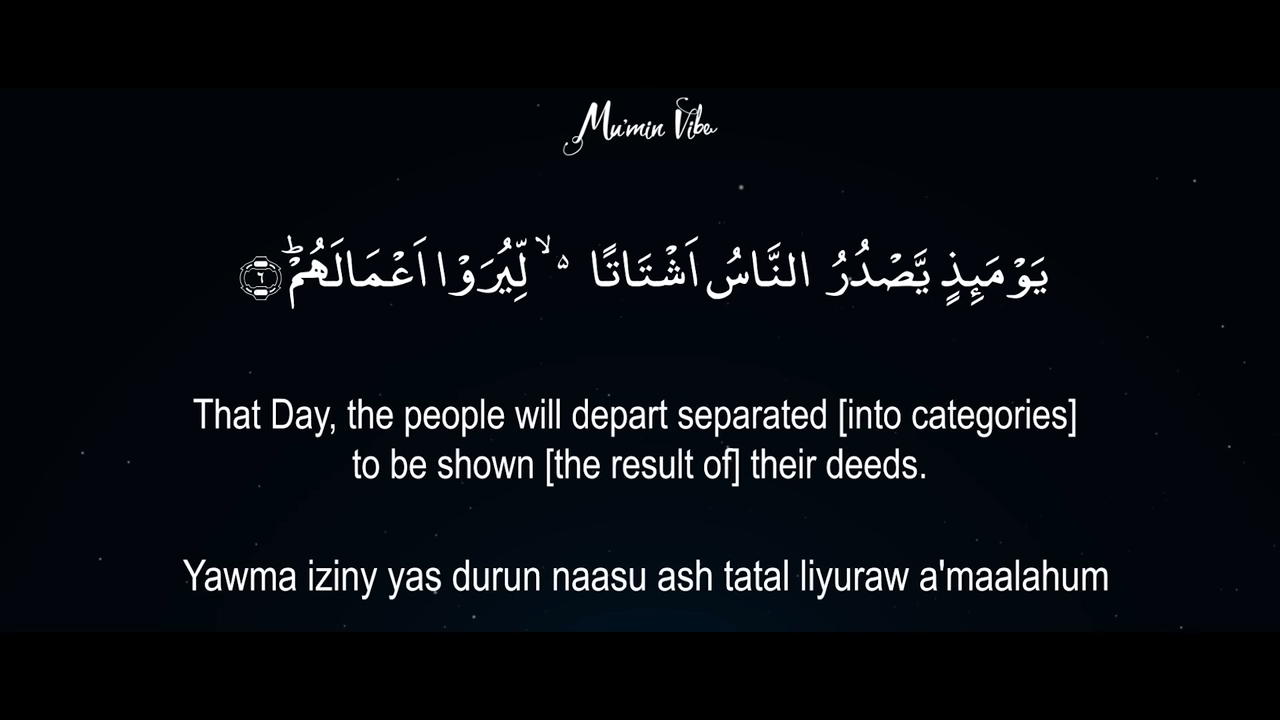 Mu'min Vibe
يَوْمَىِٕذٍ يَّصْدُرُ النَّاسُ اَشْتَاتًا ۙ۬ لِّيُرَوْا اَعْمَالَهُمْؕ ٦
That Day, the people will depart separated [into categories]
to be shown [the result of] their deeds.
Yawma iziny yas durun naasu ash tatal liyuraw a'maalahum